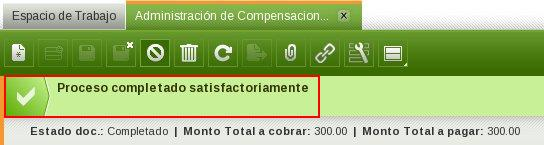 Espacio de Trabajo
Administración de Compensacion...
Proceso completado satisfactoriamente
Estado doc.: Completado | Monto Total a cobrar: 300.00 | Monto Total a pagar: 300.00